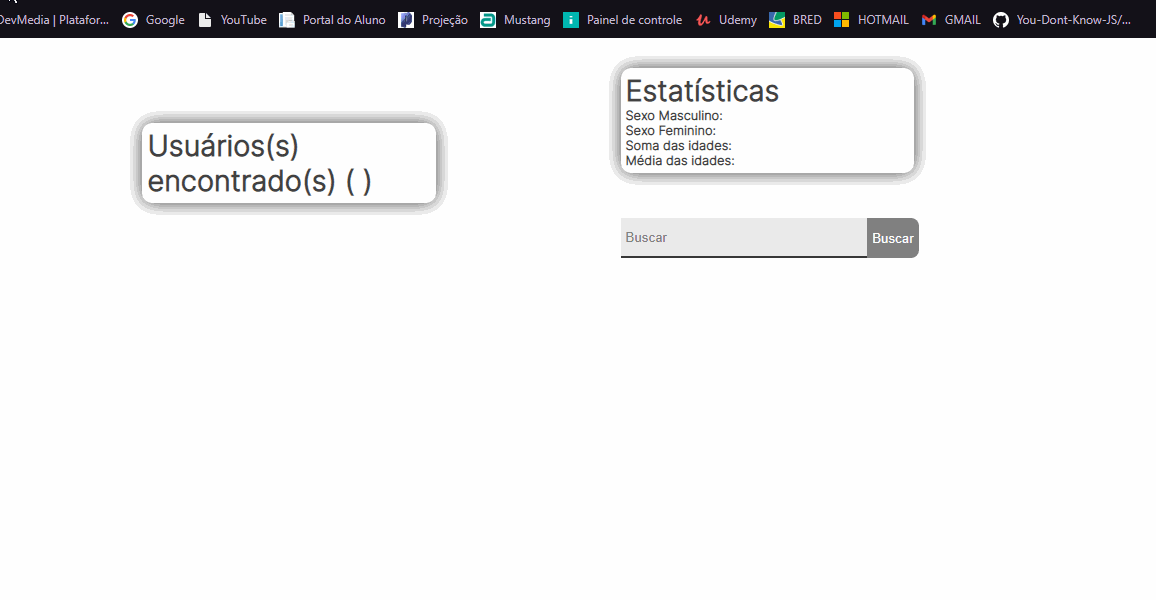 DevMedia | Platafor... Google YouTube Portal do Aluno Projeção Mustang Painel de controle Udemy BRED HOTMAIL GMAIL You-Dont-Know-JS/...
Usuários(s)
encontrado(s) ( )
Estatísticas
Sexo Masculino:
Sexo Feminino:
Soma das idades:
Média das idades:
Buscar Buscar